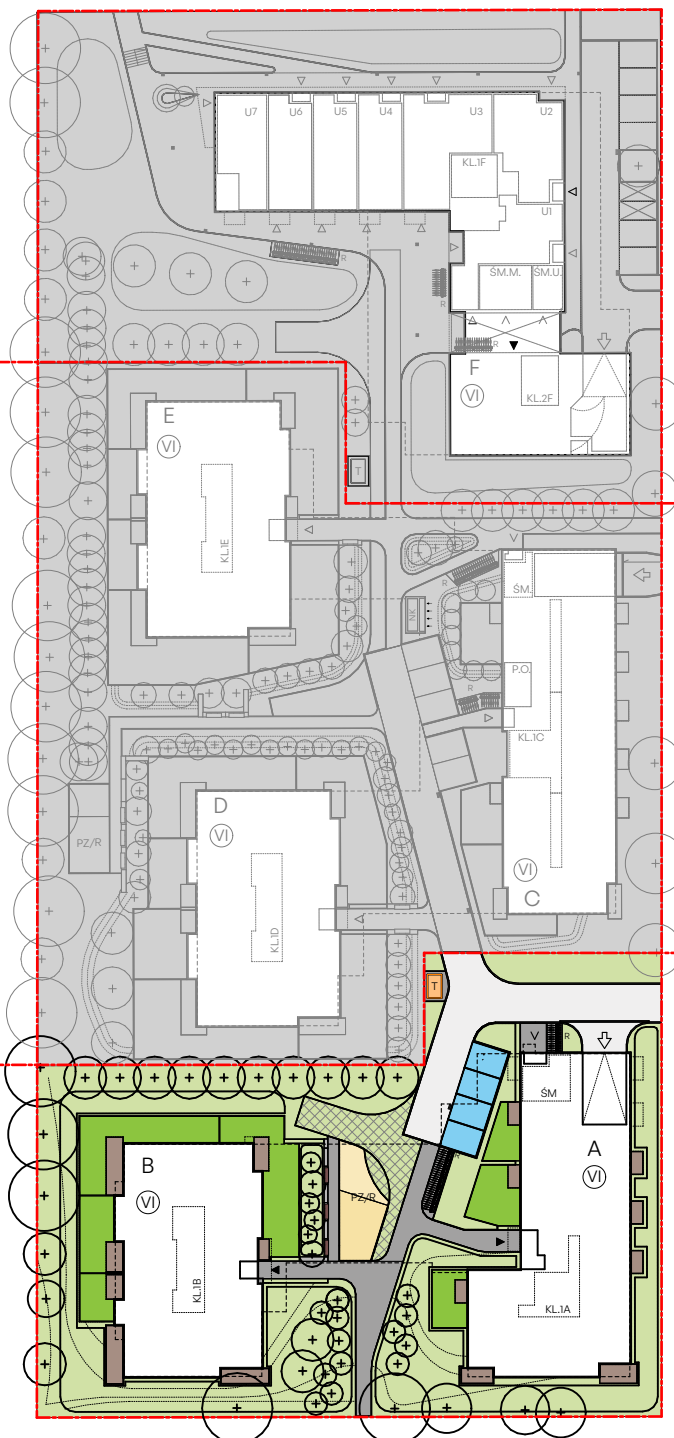 U7
U6
U5
U4
U3
U2
KL.1F
U1
R
ŚM.M.
ŚM.U.
R
R
F
VI
KL.2F
E
VI
KL.1E
T
R
ŚM.
NK
P.O.
R
KL.1C
D
VI
PZ/R
KL.1D
VI
C
T
V
R
ŚM
A
VI
B
VI
R
PZ/R
KL.1B
KL.1A